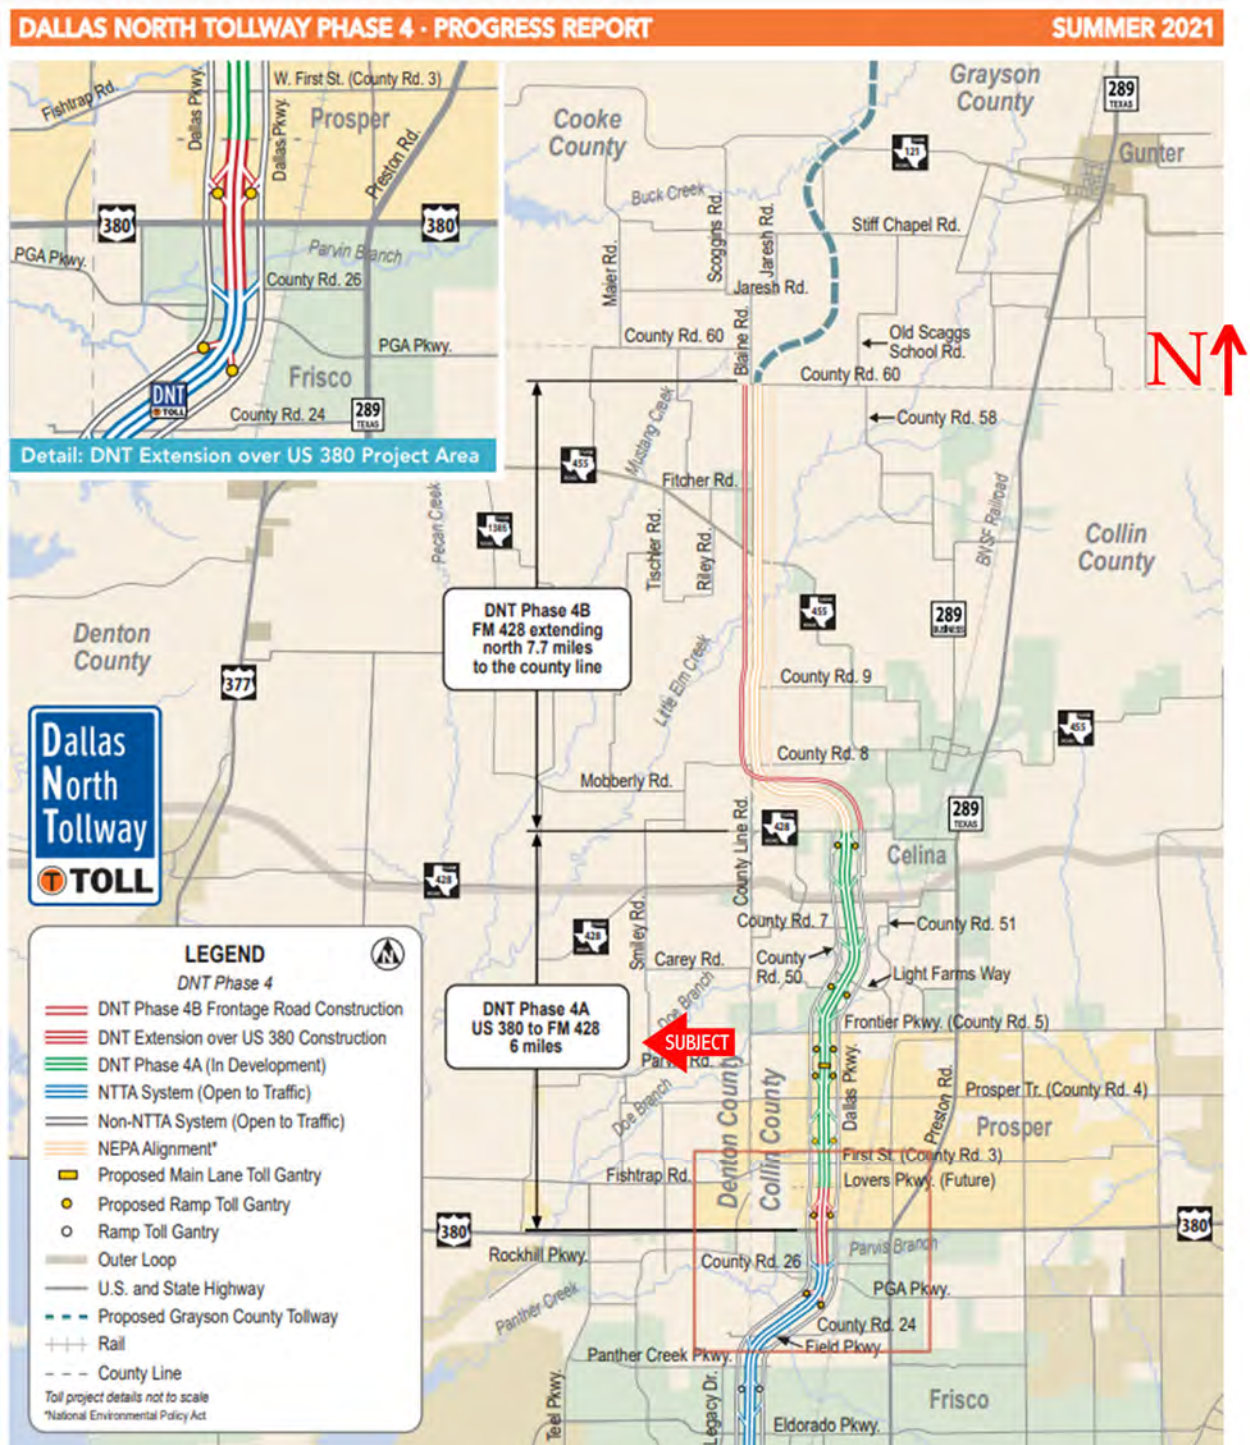 DALLAS NORTH TOLLWAY PHASE 4 · PROGRESS REPORT
SUMMER 2021
Fishtrap Rd.
Dallas Pkwy.
W. First St. (County Rd. 3)
Dallas Pkwy.
Prosper
Preston Rd.
380
380
PGA Pkwy.
Parvin Branch
County Rd. 26
PGA Pkwy.
Frisco
DNT
TOLL
County Rd. 24
289
TEXAS
Detail: DNT Extension over US 380 Project Area
Cooke
County
Grayson
County
289
TEXAS
121
Gunter
Buck Creek
Scoggins Rd.
Jaresh Rd.
Stiff Chapel Rd.
Maier Rd.
Jaresh Rd.
County Rd. 60
Blaine Rd.
Old Scaggs
School Rd.
N
County Rd. 60
County Rd. 58
Mustang Creek
455
Fitcher Rd.
BNSF Railroad
Pecan Creek
1385
Tischler Rd.
Riley Rd.
Collin
County
DNT Phase 4B
FM 428 extending
north 7.7 miles
to the county line
455
289
BUSINESS
Denton
County
377
Little Elm Creek
County Rd. 9
455
Dallas
North
Tollway
TOLL
County Rd. 8
Mobberly Rd.
County Line Rd.
428
289
TEXAS
Celina
428
Smiley Rd.
County Rd. 7
County Rd. 51
428
Carey Rd.
County
Rd. 50
Light Farms Way
Doe Branch
DNT Phase 4A
US 380 to FM 428
6 miles
SUBJECT
Frontier Pkwy. (County Rd. 5)
Rd.
Doe Branch
Denton County
Collin County
Dallas Pkwy.
Preston Rd.
Prosper Tr. (County Rd. 4)
Prosper
First St. (County Rd. 3)
Fishtrap Rd.
Lovers Pkwy. (Future)
380
380
Rockhill Pkwy.
County Rd. 26
Parvis Branch
PGA Pkwy.
Panther Creek
County Rd. 24
Field Pkwy.
Panther Creek Pkwy.
Legacy Dr.
Teel Pkwy.
Frisco
Eldorado Pkwy.
LEGEND
N
DNT Phase 4
DNT Phase 4B Frontage Road Construction
DNT Extension over US 380 Construction
DNT Phase 4A (In Development)
NTTA System (Open to Traffic)
Non-NTTA System (Open to Traffic)
NEPA Alignment*
Proposed Main Lane Toll Gantry
Proposed Ramp Toll Gantry
Ramp Toll Gantry
Outer Loop
U.S. and State Highway
Proposed Grayson County Tollway
Rail
County Line
Toll project details not to scale
*National Environmental Policy Act